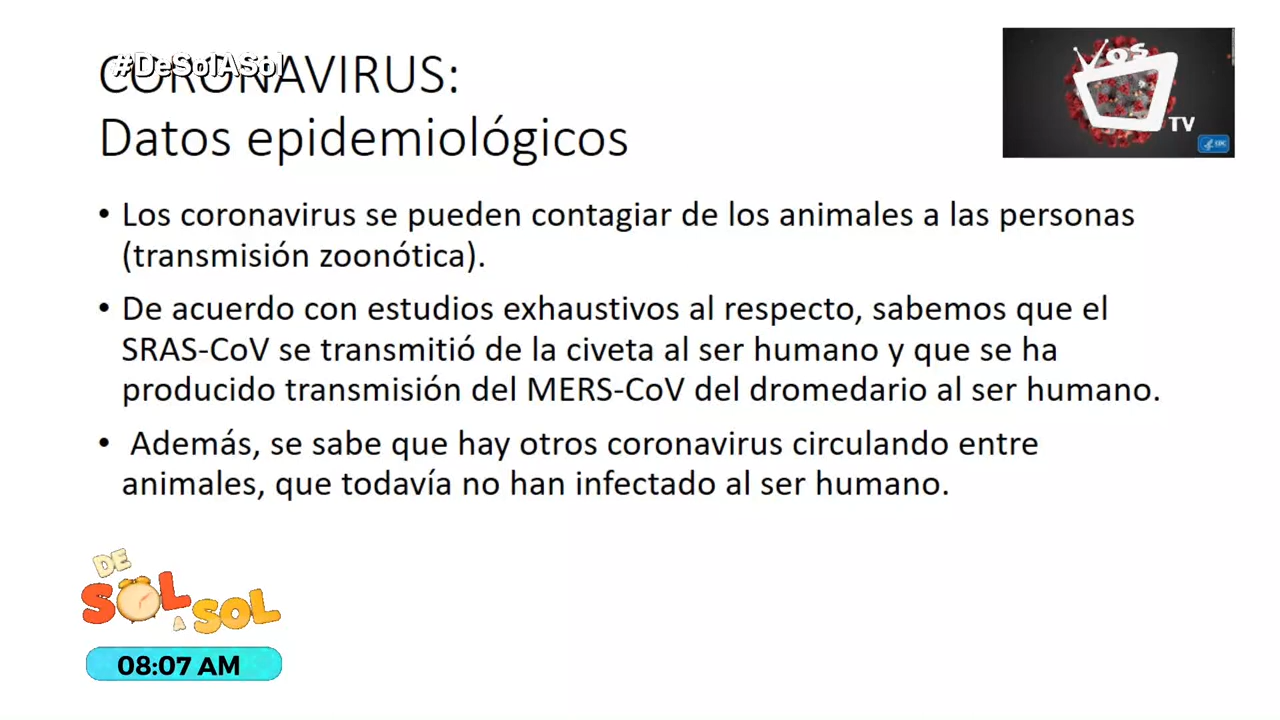 #DeSolASol
CORONAVIRUS:
Datos epidemiológicos
VOS
TV
CDC
• Los coronavirus se pueden contagiar de los animales a las personas
(transmisión zoonótica).
• De acuerdo con estudios exhaustivos al respecto, sabemos que el
SRAS-CoV se transmitió de la civeta al ser humano y que se ha
producido transmisión del MERS-CoV del dromedario al ser humano.
• Además, se sabe que hay otros coronavirus circulando entre
animales, que todavía no han infectado al ser humano.
DE
SOL
A SOL
08:07 AM